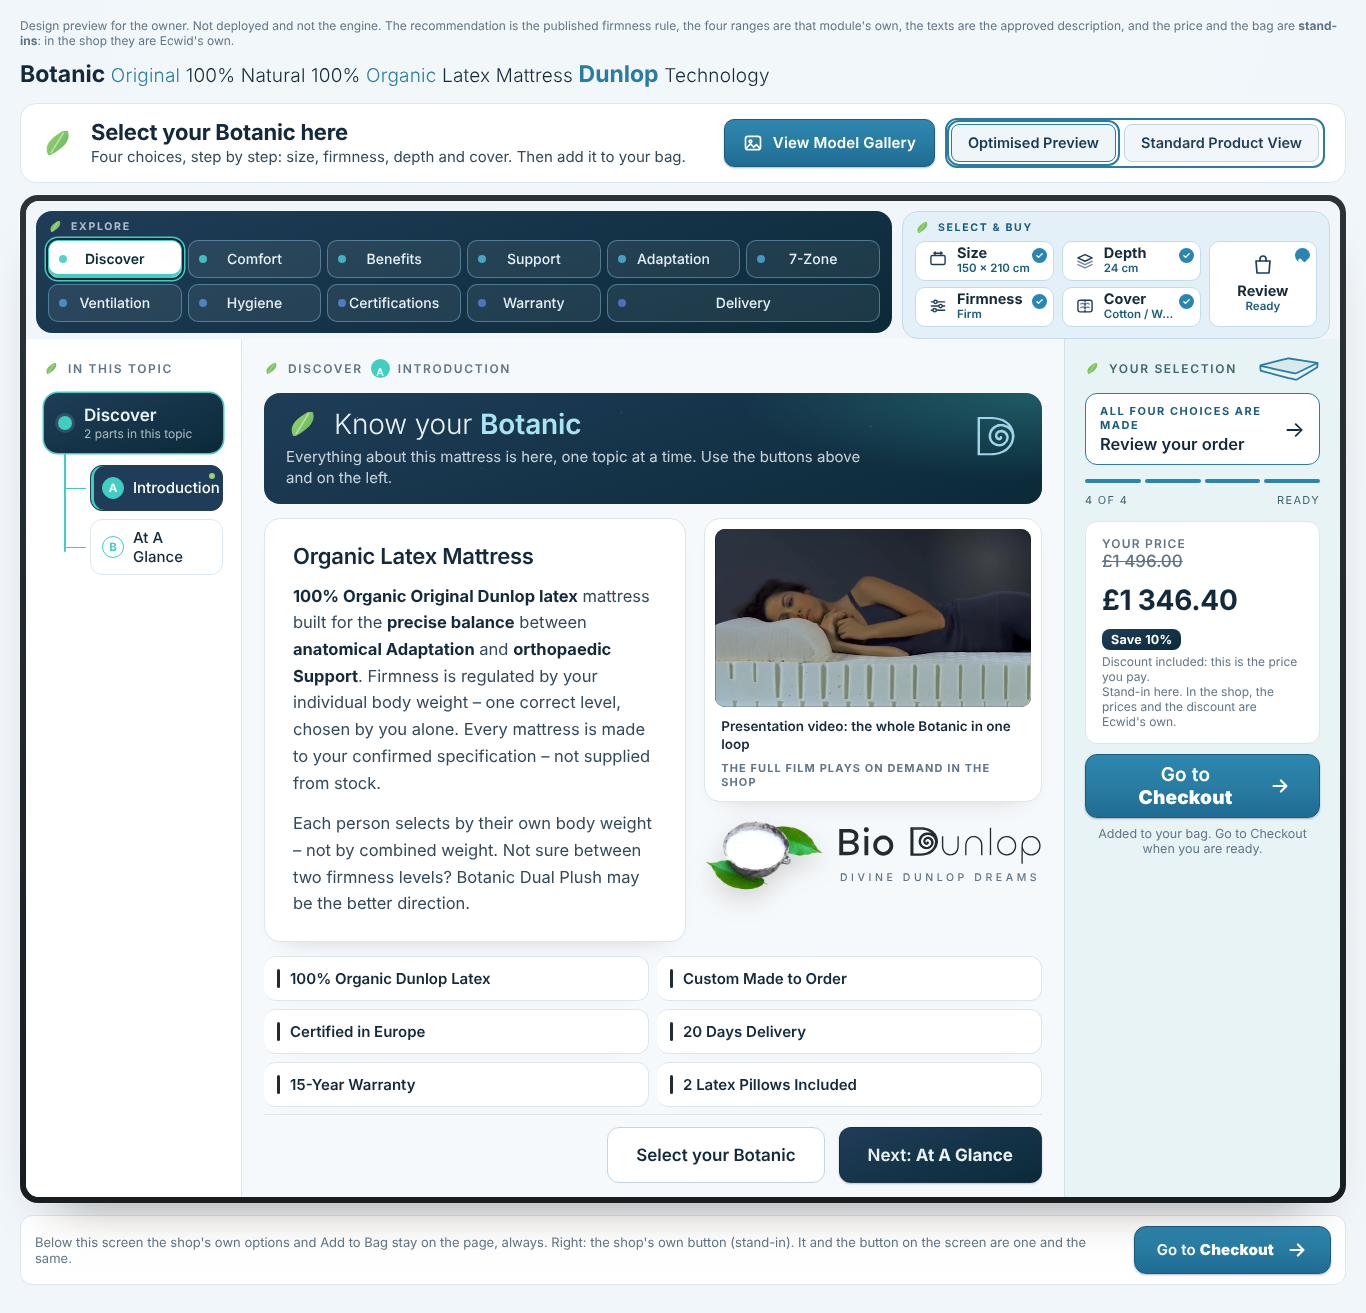 Design preview for the owner. Not deployed and not the engine. The recommendation is the published firmness rule, the four ranges are that module's own, the texts are the approved description, and the price and the bag are stand-
ins: in the shop they are Ecwid's own.
Botanic Original 100% Natural 100% Organic Latex Mattress Dunlop Technology
Select your Botanic here
Four choices, step by step: size, firmness, depth and cover. Then add it to your bag.
View Model Gallery
Optimised Preview
Standard Product View
EXPLORE
Discover
Comfort
Benefits
Support
Adaptation
7-Zone
Ventilation
Hygiene
Certifications
Warranty
Delivery
SELECT & BUY
Size
150 × 210 cm
Depth
24 cm
Firmness
Firm
Cover
Cotton / W...
Review
Ready
IN THIS TOPIC
Discover
2 parts in this topic
A Introduction
B At A
Glance
DISCOVER A INTRODUCTION
Know your Botanic
Everything about this mattress is here, one topic at a time. Use the buttons above
and on the left.
Organic Latex Mattress
100% Organic Original Dunlop latex mattress
built for the precise balance between
anatomical Adaptation and orthopaedic
Support. Firmness is regulated by your
individual body weight – one correct level,
chosen by you alone. Every mattress is made
to your confirmed specification – not supplied
from stock.
Each person selects by their own body weight
– not by combined weight. Not sure between
two firmness levels? Botanic Dual Plush may
be the better direction.
Presentation video: the whole Botanic in one
loop
THE FULL FILM PLAYS ON DEMAND IN THE
SHOP
Bio Dunlop
DIVINE DUNLOP DREAMS
100% Organic Dunlop Latex
Custom Made to Order
Certified in Europe
20 Days Delivery
15-Year Warranty
2 Latex Pillows Included
Select your Botanic
Next: At A Glance
YOUR SELECTION
ALL FOUR CHOICES ARE
MADE
Review your order
4 OF 4
READY
YOUR PRICE
£1 496.00
£1 346.40
Save 10%
Discount included: this is the price
you pay.
Stand-in here. In the shop, the
prices and the discount are
Ecwid's own.
Go to
Checkout
Added to your bag. Go to Checkout
when you are ready.
Below this screen the shop's own options and Add to Bag stay on the page, always. Right: the shop's own button (stand-in). It and the button on the screen are one and the
same.
Go to Checkout